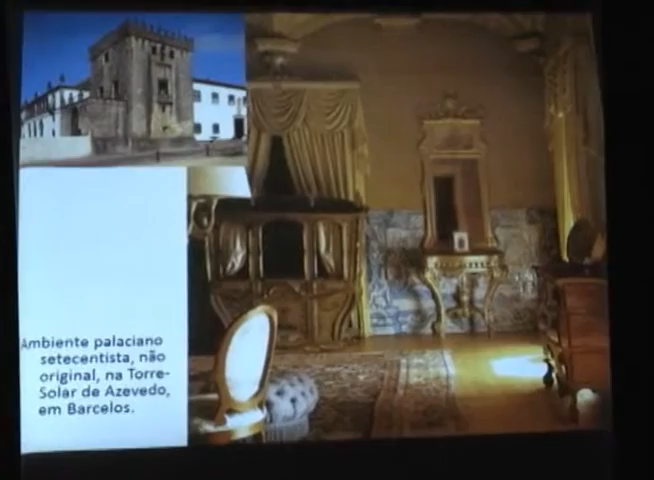 Ambiente palaciano
setecentista, não
original, na Torre-
Solar de Azevedo,
em Barcelos.